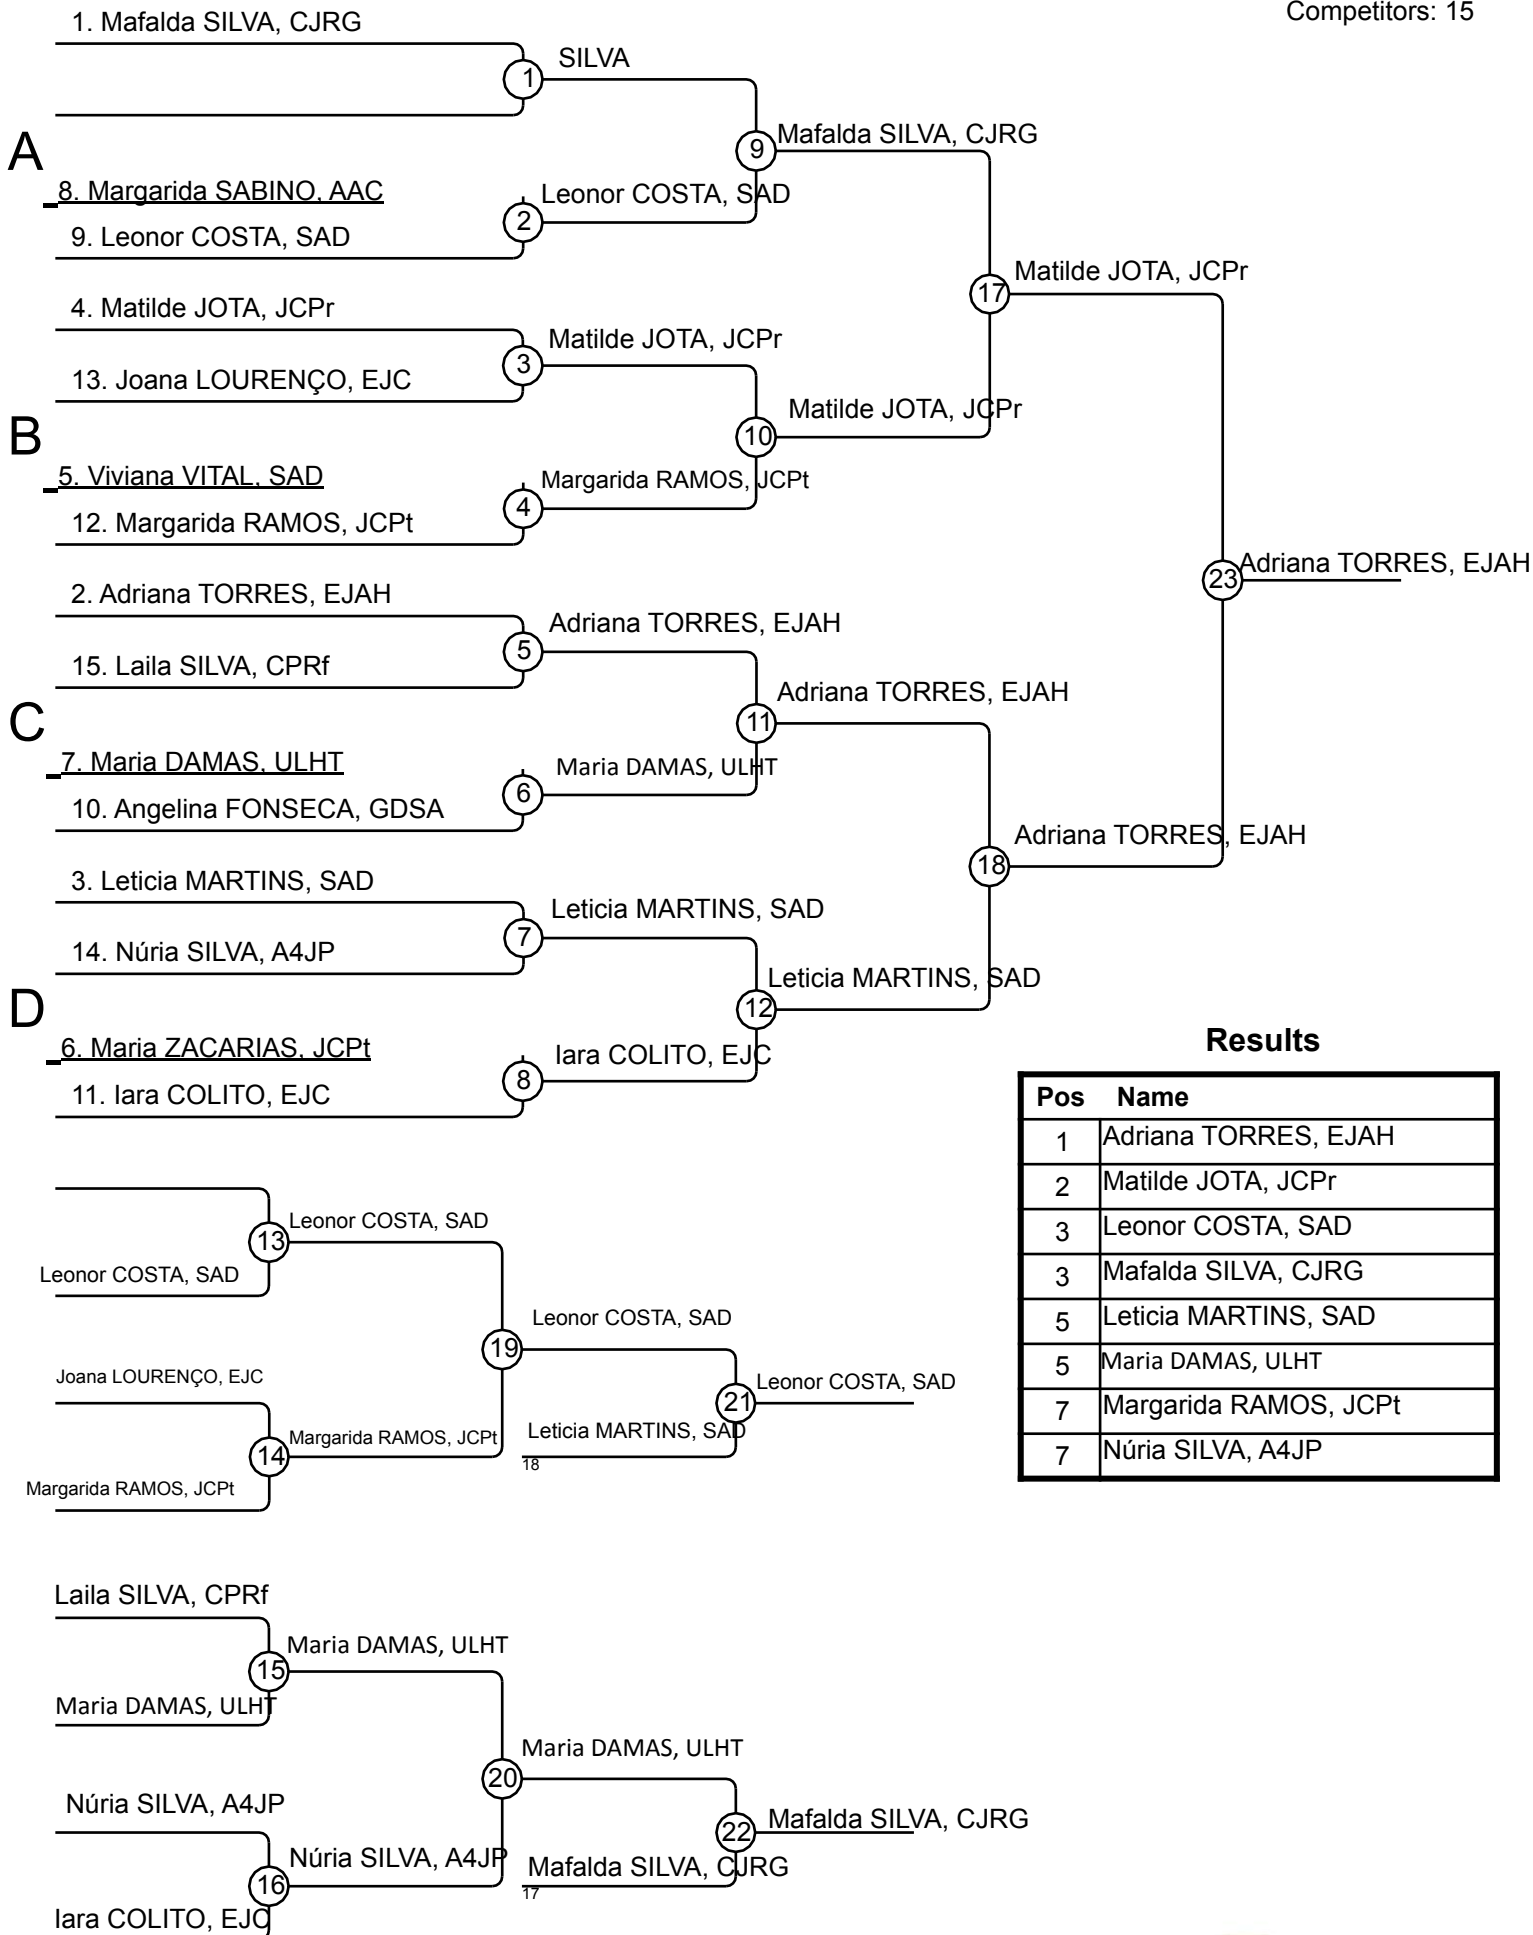 Competitors: 15
1. Mafalda SILVA, CJRG
1
SILVA
A
9
Mafalda SILVA, CJRG
8. Margarida SABINO, AAC
2
Leonor COSTA, SAD
9. Leonor COSTA, SAD
17
Matilde JOTA, JCPr
4. Matilde JOTA, JCPr
3
Matilde JOTA, JCPr
13. Joana LOURENÇO, EJC
B
10
Matilde JOTA, JCPr
5. Viviana VITAL, SAD
4
Margarida RAMOS, JCPt
12. Margarida RAMOS, JCPt
23
Adriana TORRES, EJAH
2. Adriana TORRES, EJAH
5
Adriana TORRES, EJAH
15. Laila SILVA, CPRf
C
11
Adriana TORRES, EJAH
7. Maria DAMAS, ULHT
6
Maria DAMAS, ULHT
10. Angelina FONSECA, GDSA
18
Adriana TORRES, EJAH
3. Leticia MARTINS, SAD
7
Leticia MARTINS, SAD
14. Núria SILVA, A4JP
D
12
Leticia MARTINS, SAD
6. Maria ZACARIAS, JCPt
8
Iara COLITO, EJC
11. Iara COLITO, EJC
Results
Pos Name
1 Adriana TORRES, EJAH
2 Matilde JOTA, JCPr
3 Leonor COSTA, SAD
3 Mafalda SILVA, CJRG
5 Leticia MARTINS, SAD
5 Maria DAMAS, ULHT
7 Margarida RAMOS, JCPt
7 Núria SILVA, A4JP
13
Leonor COSTA, SAD
Leonor COSTA, SAD
19
Leonor COSTA, SAD
Joana LOURENÇO, EJC
21
Leonor COSTA, SAD
14
Margarida RAMOS, JCPt
Leticia MARTINS, SAD
18
Margarida RAMOS, JCPt
Laila SILVA, CPRf
15
Maria DAMAS, ULHT
Maria DAMAS, ULHT
20
Maria DAMAS, ULHT
Núria SILVA, A4JP
22
Mafalda SILVA, CJRG
16
Núria SILVA, A4JP
Mafalda SILVA, CJRG
17
Iara COLITO, EJC